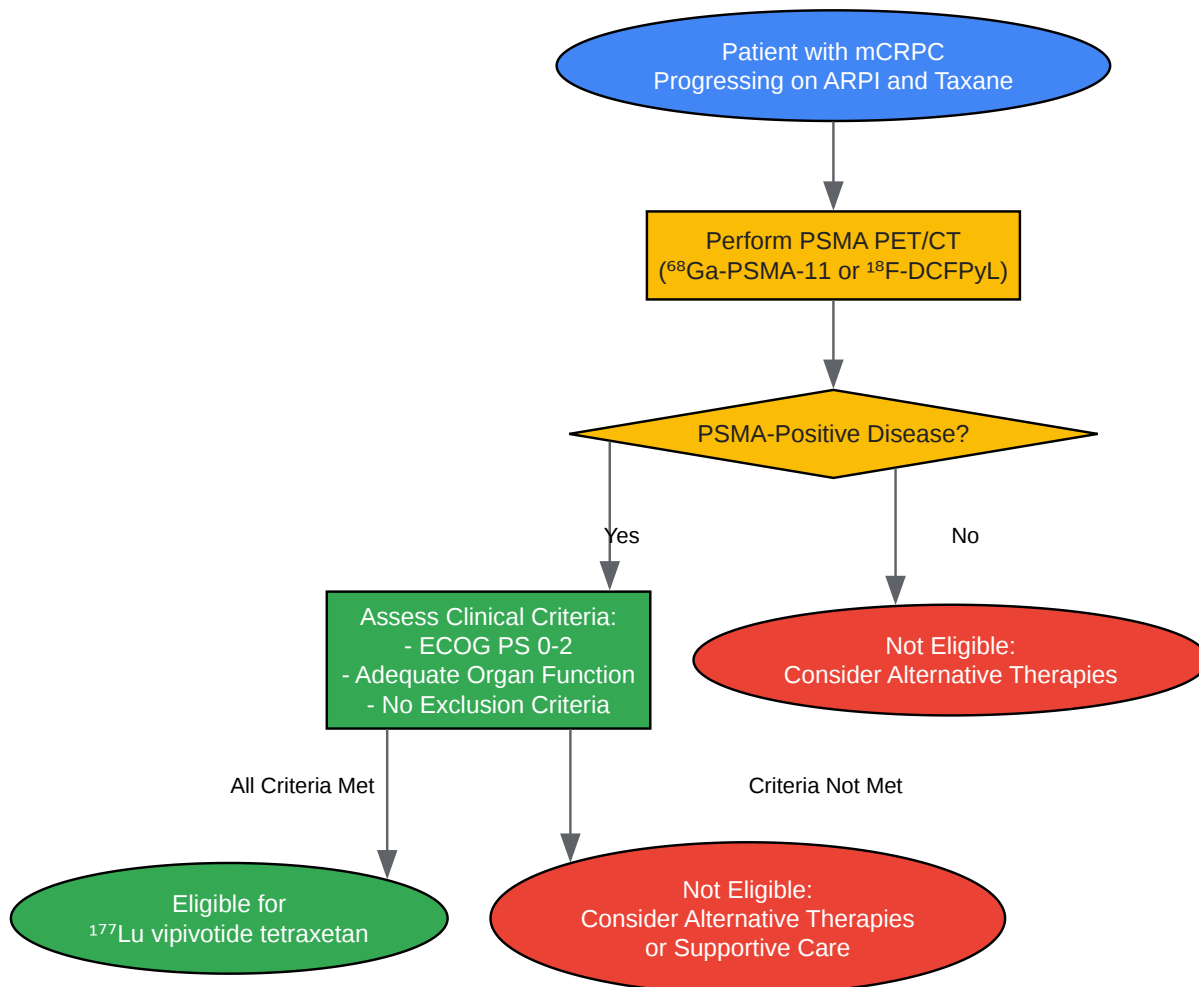 Patient with mCRPC
Progressing on ARPI and Taxane
Perform PSMA PET/CT
(⁶⁸Ga-PSMA-11 or ¹⁸F-DCFPyL)
PSMA-Positive Disease?
Yes
No
Assess Clinical Criteria:
- ECOG PS 0-2
- Adequate Organ Function
- No Exclusion Criteria
Not Eligible:
Consider Alternative Therapies
All Criteria Met
Criteria Not Met
Eligible for
¹⁷⁷Lu vipivotide tetraxetan
Not Eligible:
Consider Alternative Therapies
or Supportive Care